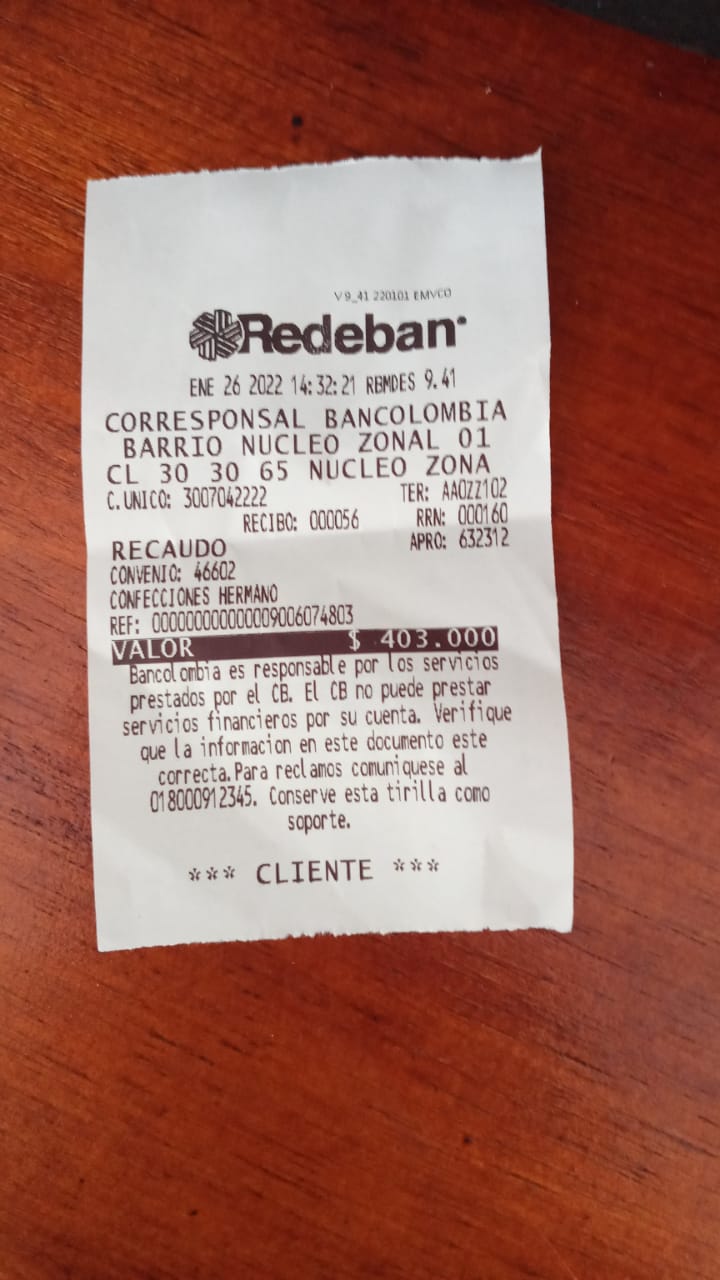 V9_41 220101 EMVCO
Redeban
ENE 26 2022 14:32:21 RBMDES 9.41
CORRESPONSAL BANCOLOMBIA
BARRIO NUCLEO ZONAL 01
CL 30 30 65 NUCLEO ZONA
C.UNICO: 3007042222 TER: AAOZZ102
RECIBO: 000056 RRN: 000160
RECAUDO APRO: 632312
CONVENIO: 46602
CONFECCIONES HERMANO
REF: 000000000000009006074803
VALOR $ 403.000
Bancolombia es responsable por los servicios
prestados por el CB. El CB no puede prestar
servicios financieros por su cuenta. Verifique
que la informacion en este documento este
correcta.Para reclamos comuniquese al
018000912345. Conserve esta tirilla como
soporte.
*** CLIENTE ***